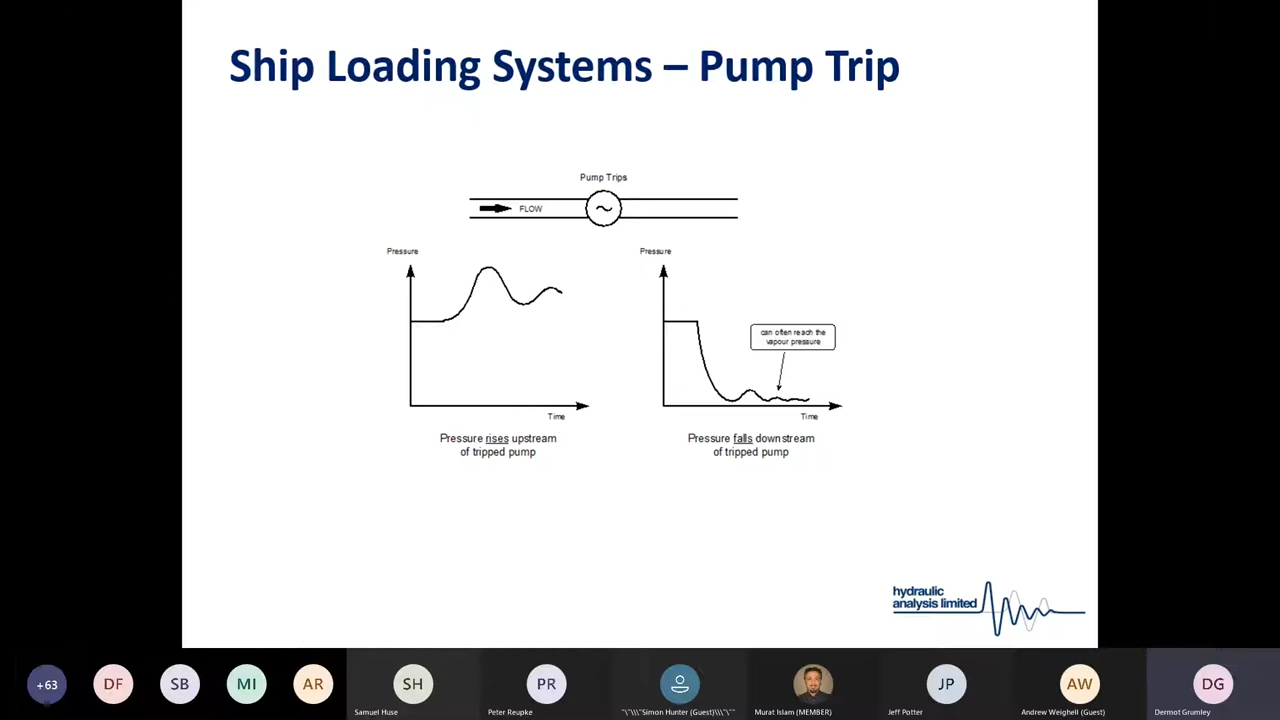 Ship Loading Systems – Pump Trip
Pump Trips
FLOW
Pressure
Pressure
can often reach the
vapour pressure
Time
Time
Pressure rises upstream
of tripped pump
Pressure falls downstream
of tripped pump
hydraulic
analysis limited
+63
DF
SB
MI
AR
SH
PR
JP
AW
DG
Samuel Huse
Peter Reupke
"\"\\\"Simon Hunter (Guest)\\\"\""
Murat Islam (MEMBER)
Jeff Potter
Andrew Weighell (Guest)
Dermot Grumley